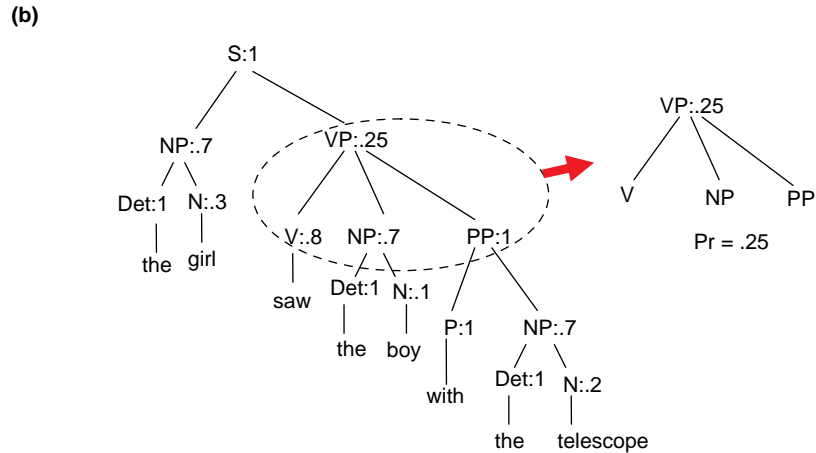 (b)
S:1
VP:.25
NP:.7
VP:.25
Det:1
N:.3
V
NP
PP
the
girl
V:.8
NP:.7
PP:1
Pr = .25
saw
Det:1
N:.1
the
boy
P:1
NP:.7
with
Det:1
N:.2
the
telescope